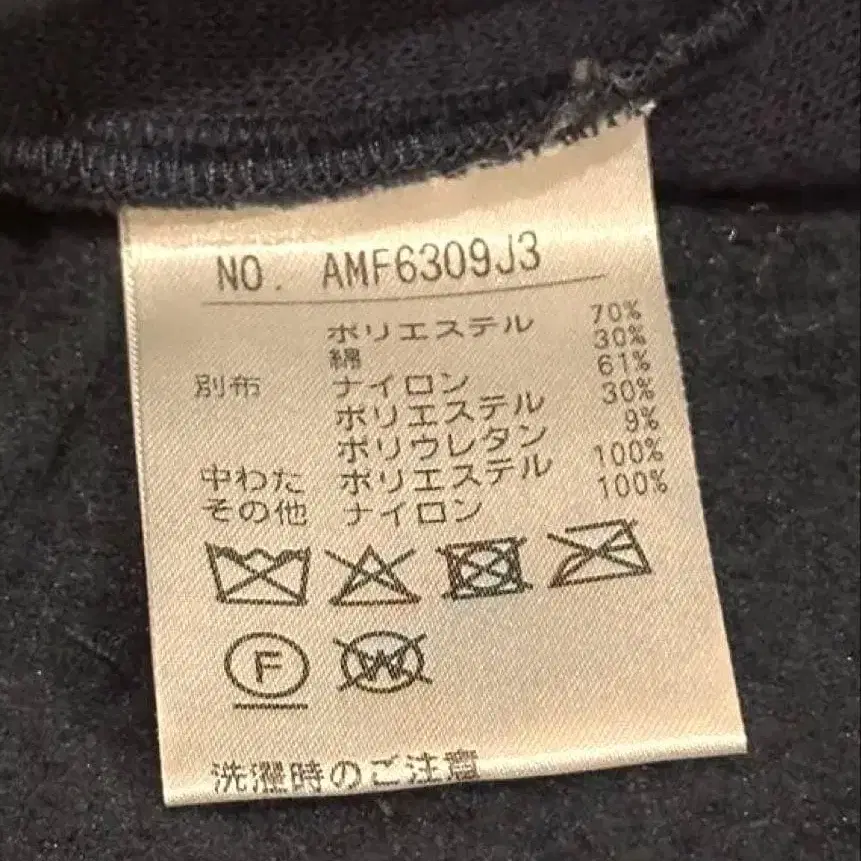 NO. AMF6309J3
ポリエステル 70%
綿 30%
別布 ナイロン 61%
ポリエステル 30%
ポリウレタン 9%
中わた ポリエステル 100%
その他 ナイロン 100%
F
W
洗濯時のご注意